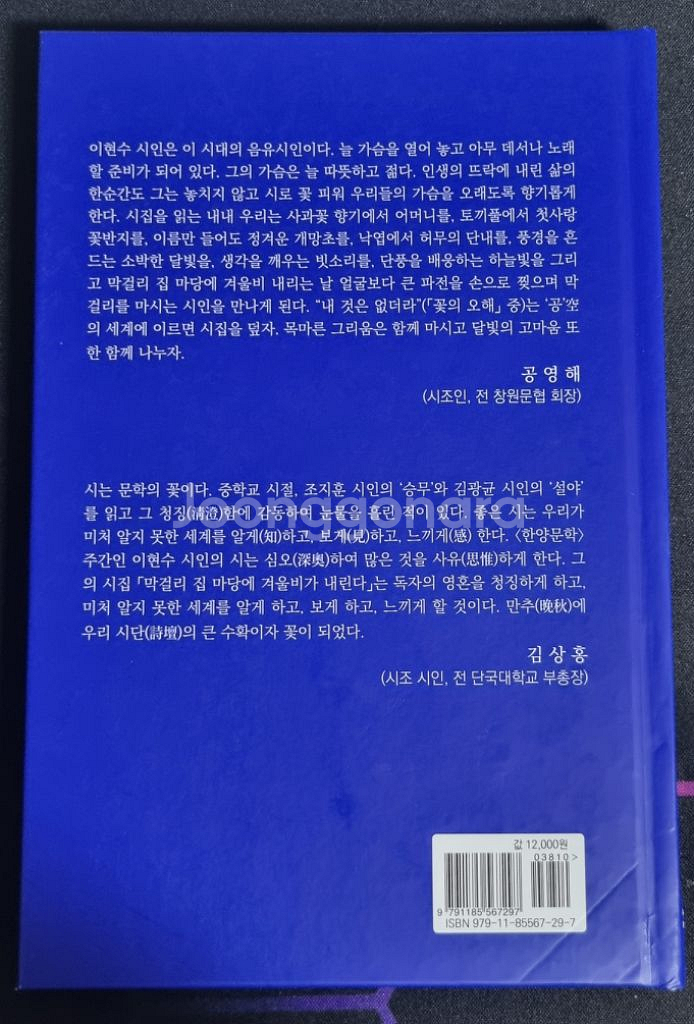 이현수 시인은 이 시대의 음유시인이다. 늘 가슴을 열어 놓고 아무 데서나 노래
할 준비가 되어 있다. 그의 가슴은 늘 따뜻하고 젊다. 인생의 뜨락에 내린 삶의
한순간도 그는 놓치지 않고 시로 꽃 피워 우리들의 가슴을 오래도록 향기롭게
한다. 시집을 읽는 내내 우리는 사과꽃 향기에서 어머니를, 토끼풀에서 첫사랑
꽃반지를, 이름만 들어도 정겨운 개망초를, 낙엽에서 허무의 단내를, 풍경을 흔
드는 소박한 달빛을, 생각을 깨우는 빗소리를, 단풍을 배웅하는 하늘빛을 그리
고 막걸리 집 마당에 겨울비 내리는 날 얼굴보다 큰 파전을 손으로 찢으며 막
걸리를 마시는 시인을 만나게 된다. “내 것은 없더라”(「꽃의 오해」 중)는 ‘공’空
의 세계에 이르면 시집을 덮자. 목마른 그리움은 함께 마시고 달빛의 고마움 또
한 함께 나누자.
공영해
(시조인, 전 창원문협 회장)
시는 문학의 꽃이다. 중학교 시절, 조지훈 시인의 ‘승무’와 김광균 시인의 ‘설야’
를 읽고 그 청징(淸澄)함에 감동하여 눈물을 흘린 적이 있다. 좋은 시는 우리가
미처 알지 못한 세계를 알게(知)하고, 보게(見)하고, 느끼게(感) 한다. 〈한양문학〉
주간인 이현수 시인의 시는 심오(深奧)하여 많은 것을 사유(思惟)하게 한다. 그
의 시집 「막걸리 집 마당에 겨울비가 내린다」는 독자의 영혼을 청징하게 하고,
미처 알지 못한 세계를 알게 하고, 보게 하고, 느끼게 할 것이다. 만추(晩秋)에
우리 시단(詩壇)의 큰 수확이자 꽃이 되었다.
김상홍
(시조 시인, 전 단국대학교 부총장)
Joonggonara
값 12,000원
03810>
9 791185 567297
ISBN 979-11-85567-29-7